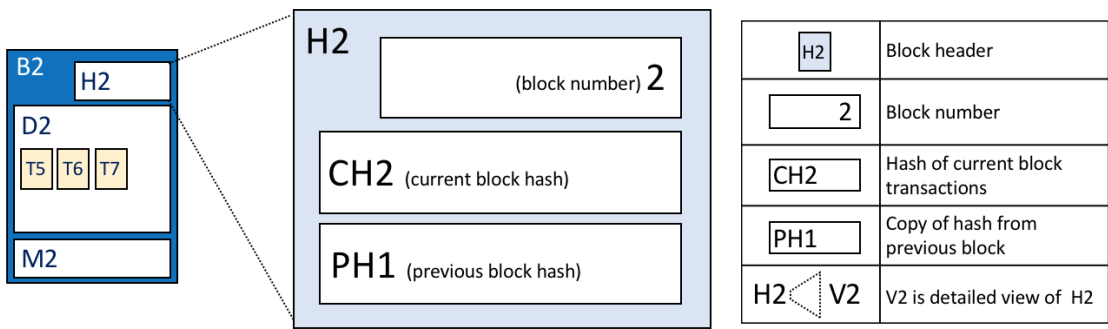 B2
H2
D2
T5 T6 T7
M2
H2
(block number) 2
CH2 (current block hash)
PH1 (previous block hash)
H2 Block header
2 Block number
CH2 Hash of current block
transactions
PH1 Copy of hash from
previous block
H2 V2 V2 is detailed view of H2